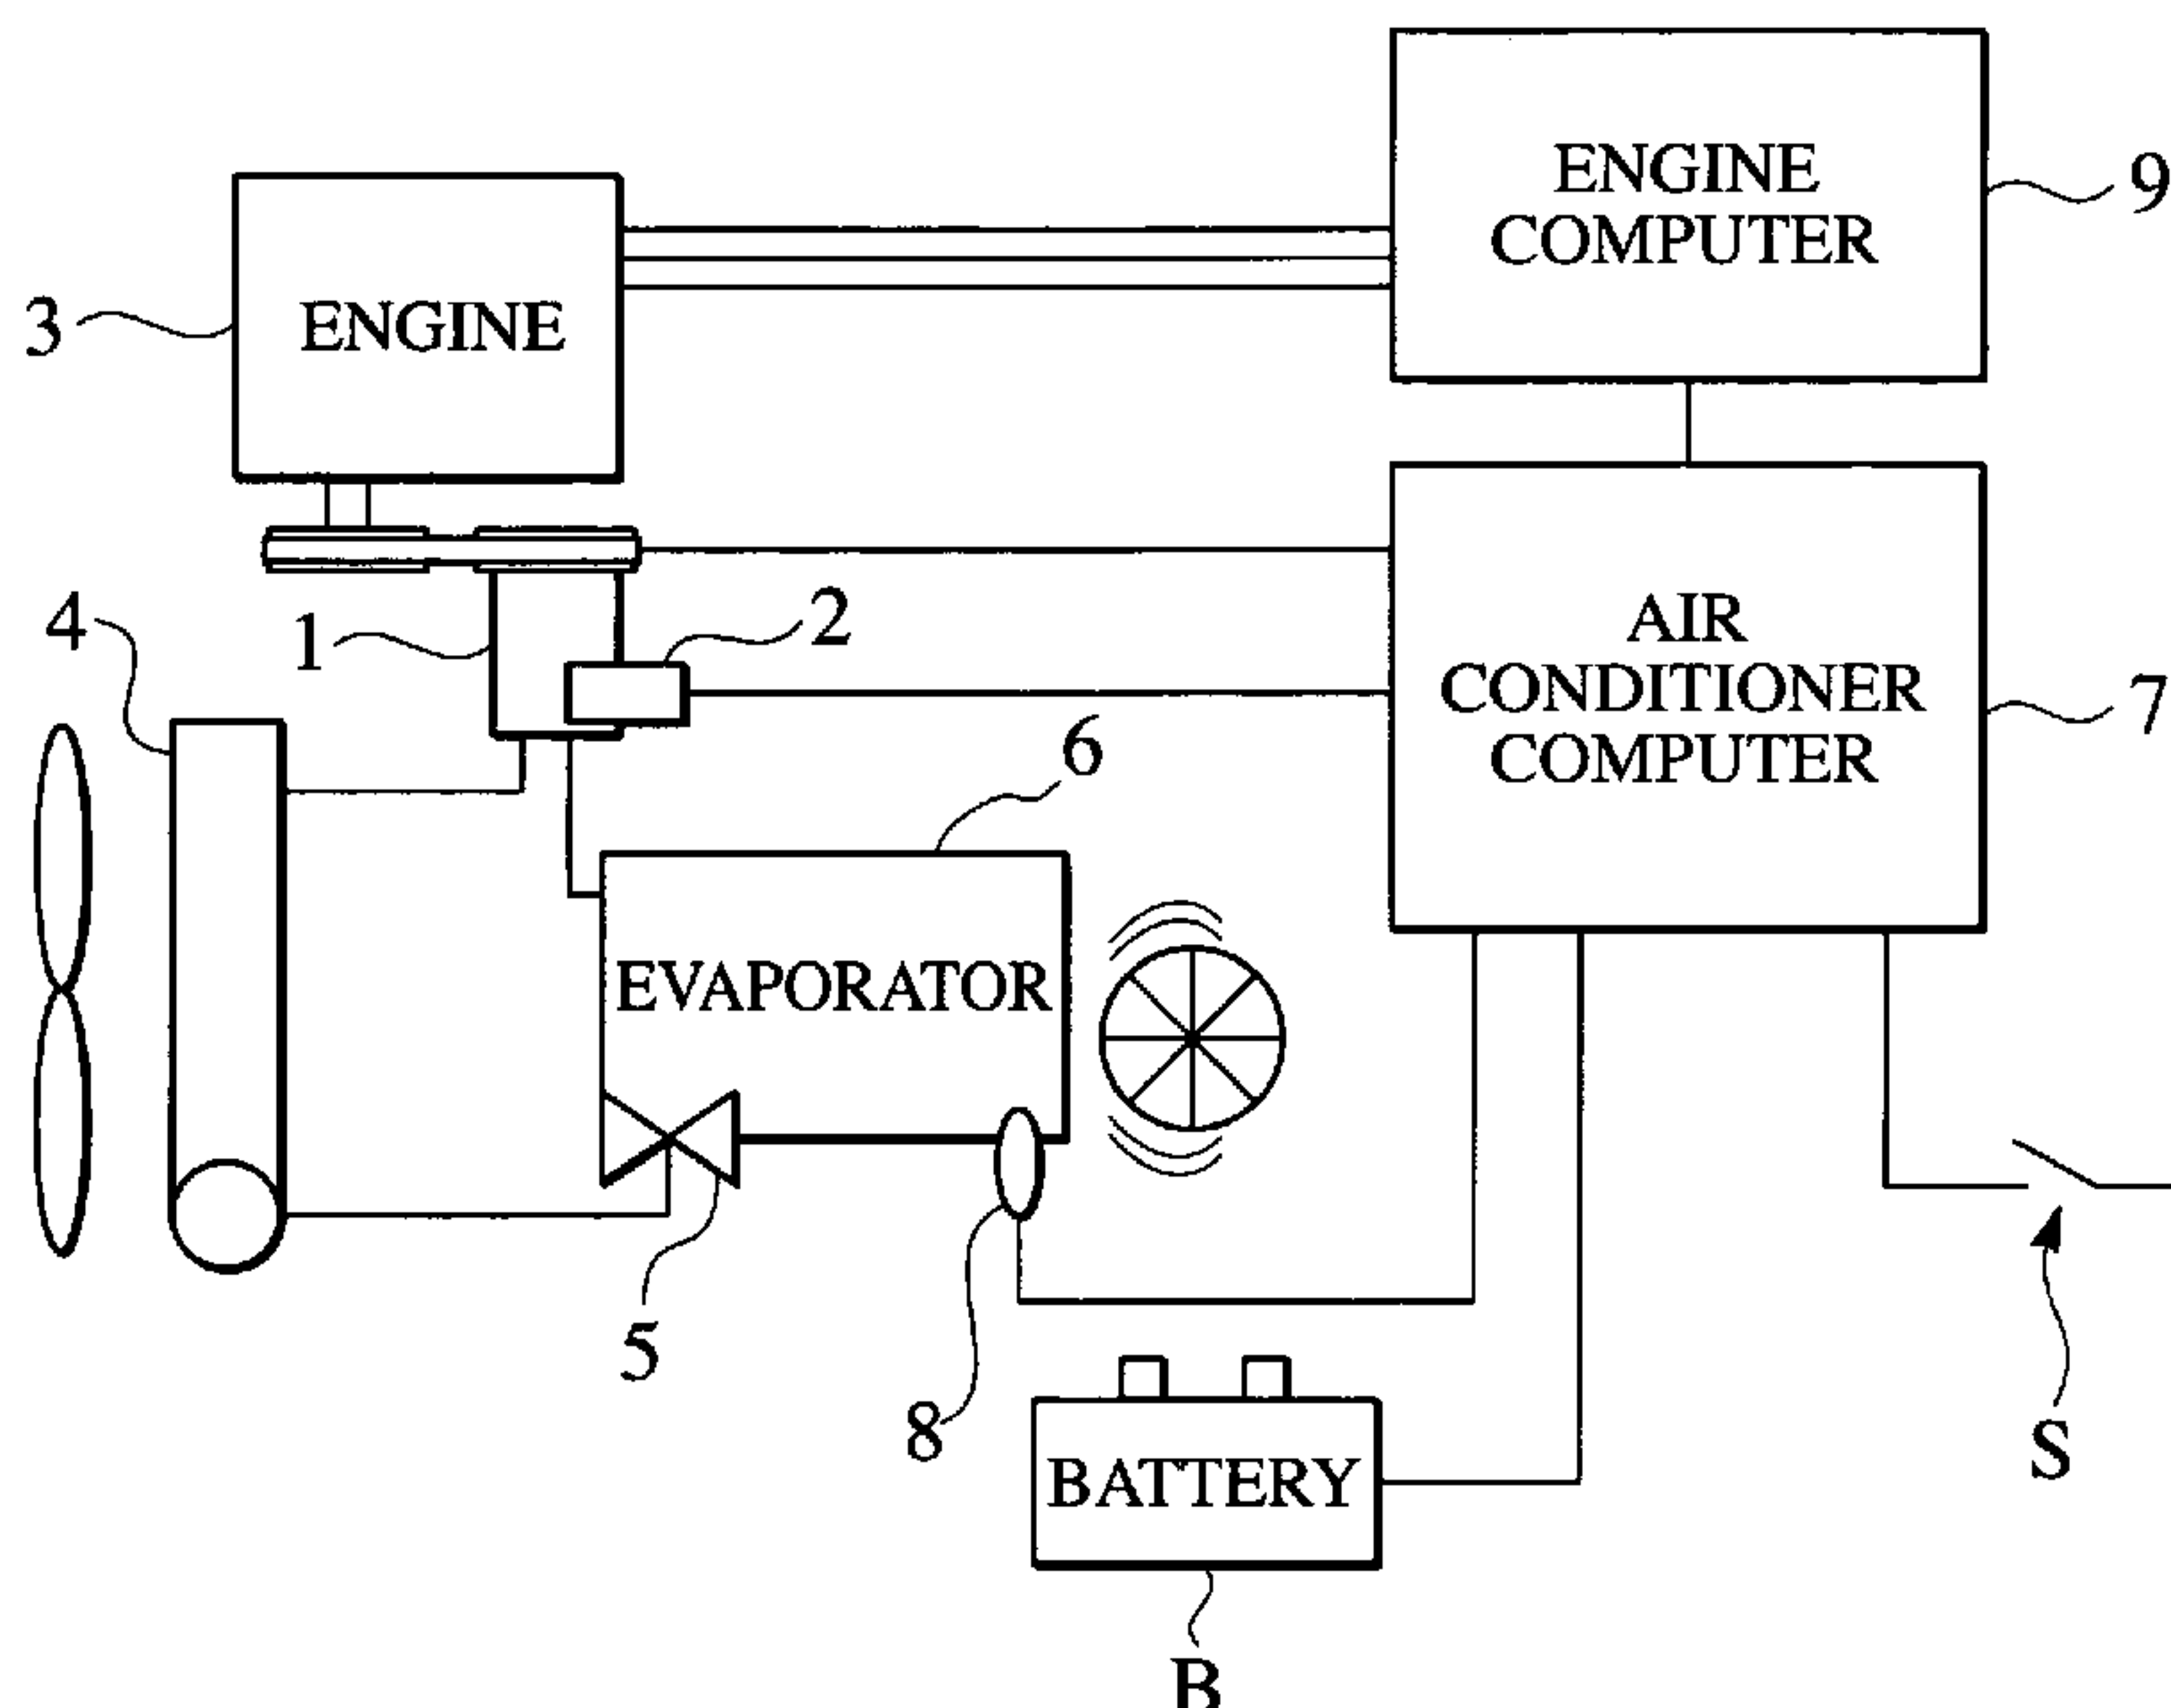 ENGINE
COMPUTER
9
3
ENGINE
4
1
2
AIR
CONDITIONER
COMPUTER
7
6
EVAPORATOR
5
8
BATTERY
S
B